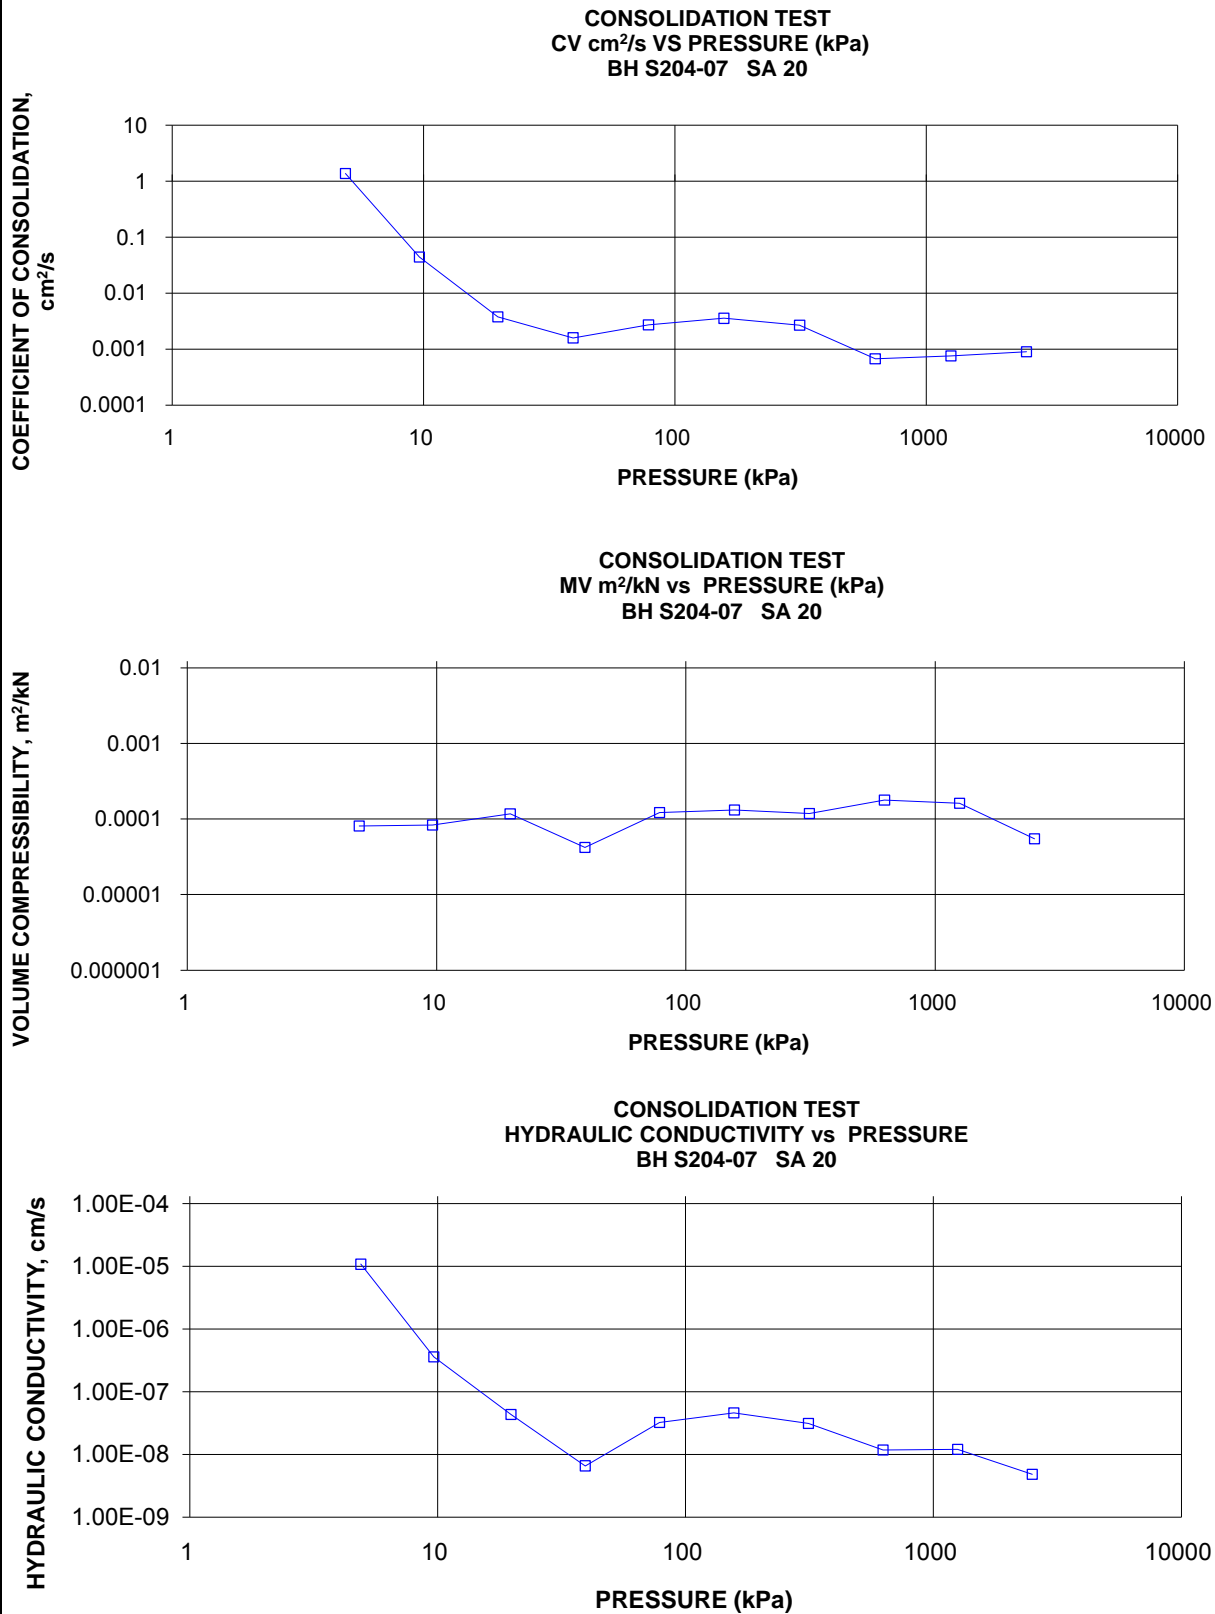 CONSOLIDATION TEST
CV cm²/s VS PRESSURE (kPa)
BH S204-07 SA 20
COEFFICIENT OF CONSOLIDATION,
cm²/s
10
1
0.1
0.01
0.001
0.0001
1 10 100 1000 10000
PRESSURE (kPa)
CONSOLIDATION TEST
MV m²/kN vs PRESSURE (kPa)
BH S204-07 SA 20
VOLUME COMPRESSIBILITY, m²/kN
0.01
0.001
0.0001
0.00001
0.000001
1 10 100 1000 10000
PRESSURE (kPa)
CONSOLIDATION TEST
HYDRAULIC CONDUCTIVITY vs PRESSURE
BH S204-07 SA 20
HYDRAULIC CONDUCTIVITY, cm/s
1.00E-04
1.00E-05
1.00E-06
1.00E-07
1.00E-08
1.00E-09
1 10 100 1000 10000
PRESSURE (kPa)